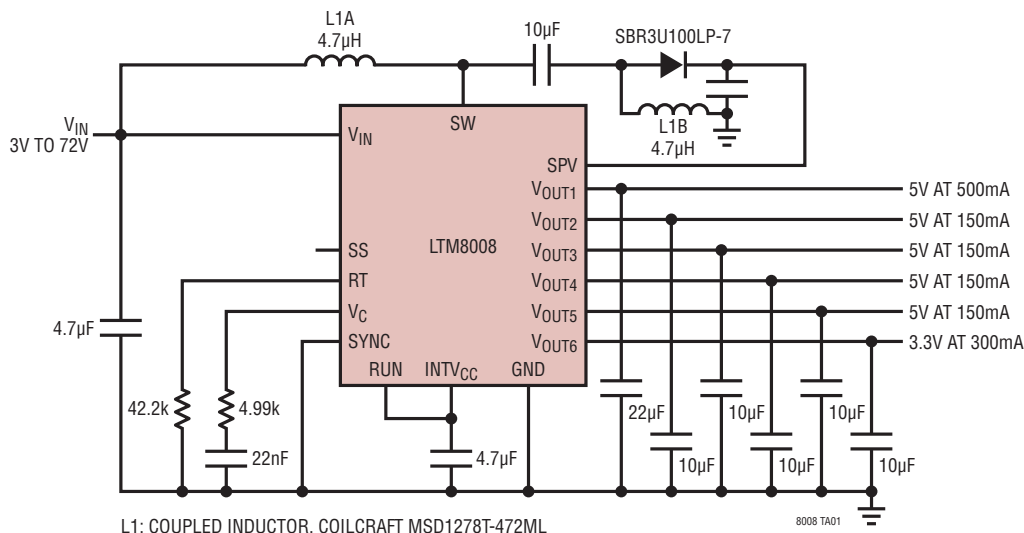 L1A
4.7µH
10µF
SBR3U100LP-7
L1B
4.7µH
VIN
3V TO 72V
VIN
SW
SPV
VOUT1
5V AT 500mA
VOUT2
5V AT 150mA
SS
LTM8008
VOUT3
5V AT 150mA
RT
VOUT4
5V AT 150mA
VC
VOUT5
5V AT 150mA
4.7µF
SYNC
VOUT6
3.3V AT 300mA
RUN
INTVCC
GND
42.2k
4.99k
22µF
10µF
10µF
22nF
4.7µF
10µF
10µF
10µF
L1: COUPLED INDUCTOR. COILCRAFT MSD1278T-472ML
8008 TA01